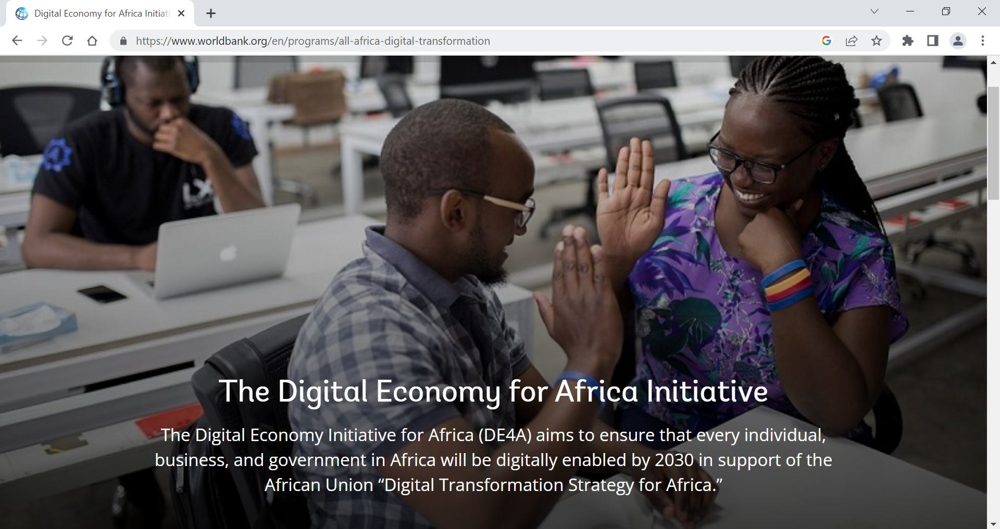 Digital Economy for Africa Initiati
https://www.worldbank.org/en/programs/all-africa-digital-transformation
The Digital Economy for Africa Initiative
The Digital Economy Initiative for Africa (DE4A) aims to ensure that every individual,
business, and government in Africa will be digitally enabled by 2030 in support of the
African Union “Digital Transformation Strategy for Africa.”